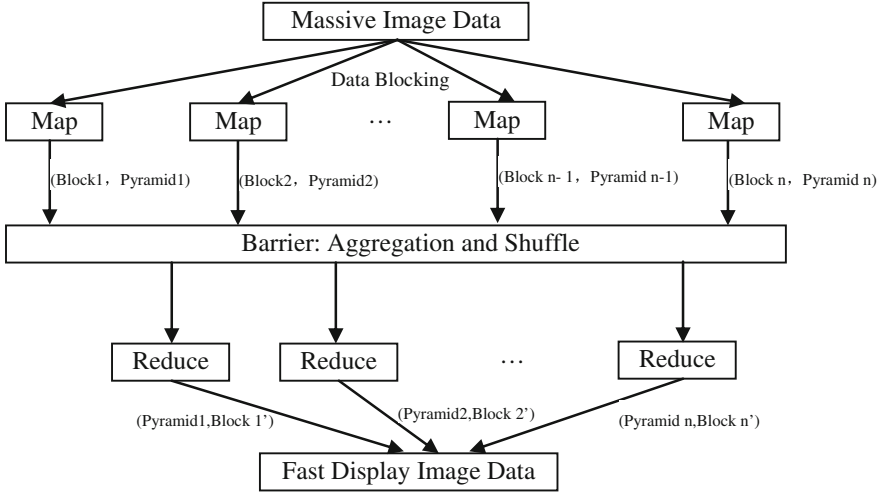 Massive Image Data
Data Blocking
Map Map … Map Map
(Block1，Pyramid1) (Block2，Pyramid2) (Block n- 1，Pyramid n-1) (Block n，Pyramid n)
Barrier: Aggregation and Shuffle
Reduce Reduce … Reduce
(Pyramid1,Block 1’) (Pyramid2,Block 2’) (Pyramid n,Block n’)
Fast Display Image Data